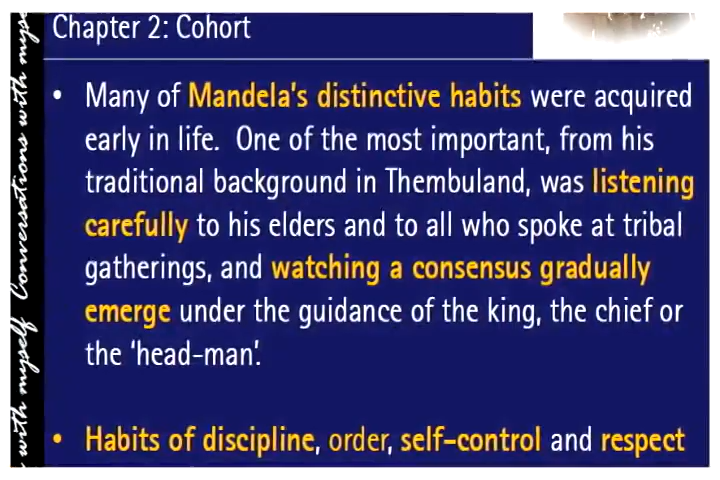 Chapter 2: Cohort
• Many of Mandela's distinctive habits were acquired
early in life.  One of the most important, from his
traditional background in Thembuland, was listening
carefully to his elders and to all who spoke at tribal
gatherings, and watching a consensus gradually
emerge under the guidance of the king, the chief or
the ‘head-man’.
• Habits of discipline, order, self-control and respect
with myself Conversations with myse